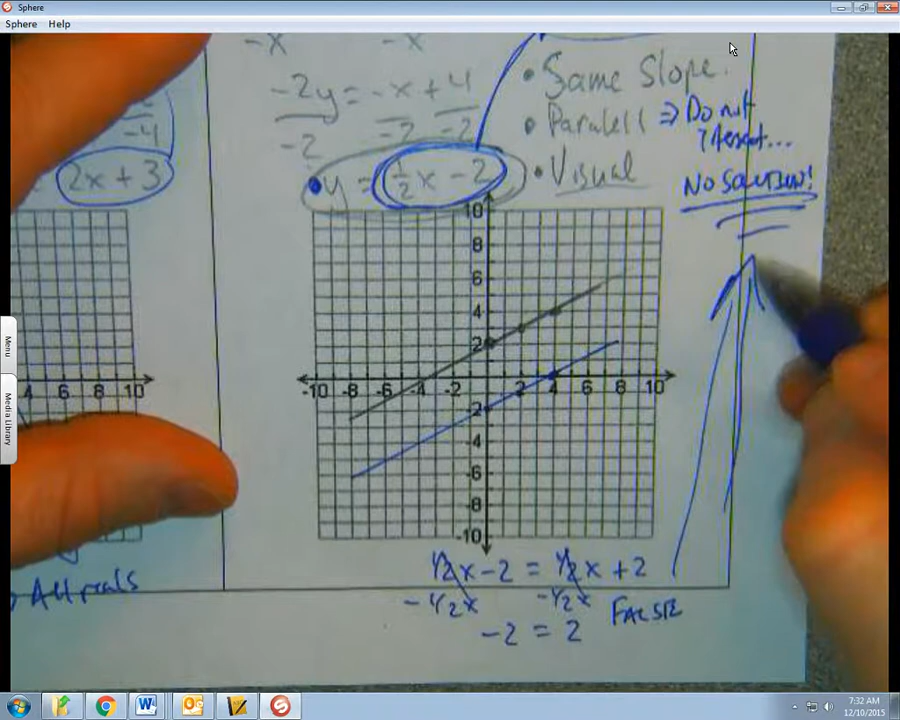 Sphere
Sphere Help
-x -x
-2y = -x + 4
-2 -2 -2
• y = 1/2x - 2
• Same Slope.
• Paralell ⇒ Do not
• Visual
NO SOLUTION!
-4
2x + 3
10
8
6
4
2
-10 -8 -6 -4 -2 2 4 6 8 10
-2
-4
-6
-8
-10
4 6 8 10
1/2x - 2 = 1/2x + 2
- 1/2x - 1/2x FALSE
-2 = 2
All reals
Menu
Media Library
7:32 AM
12/10/2015